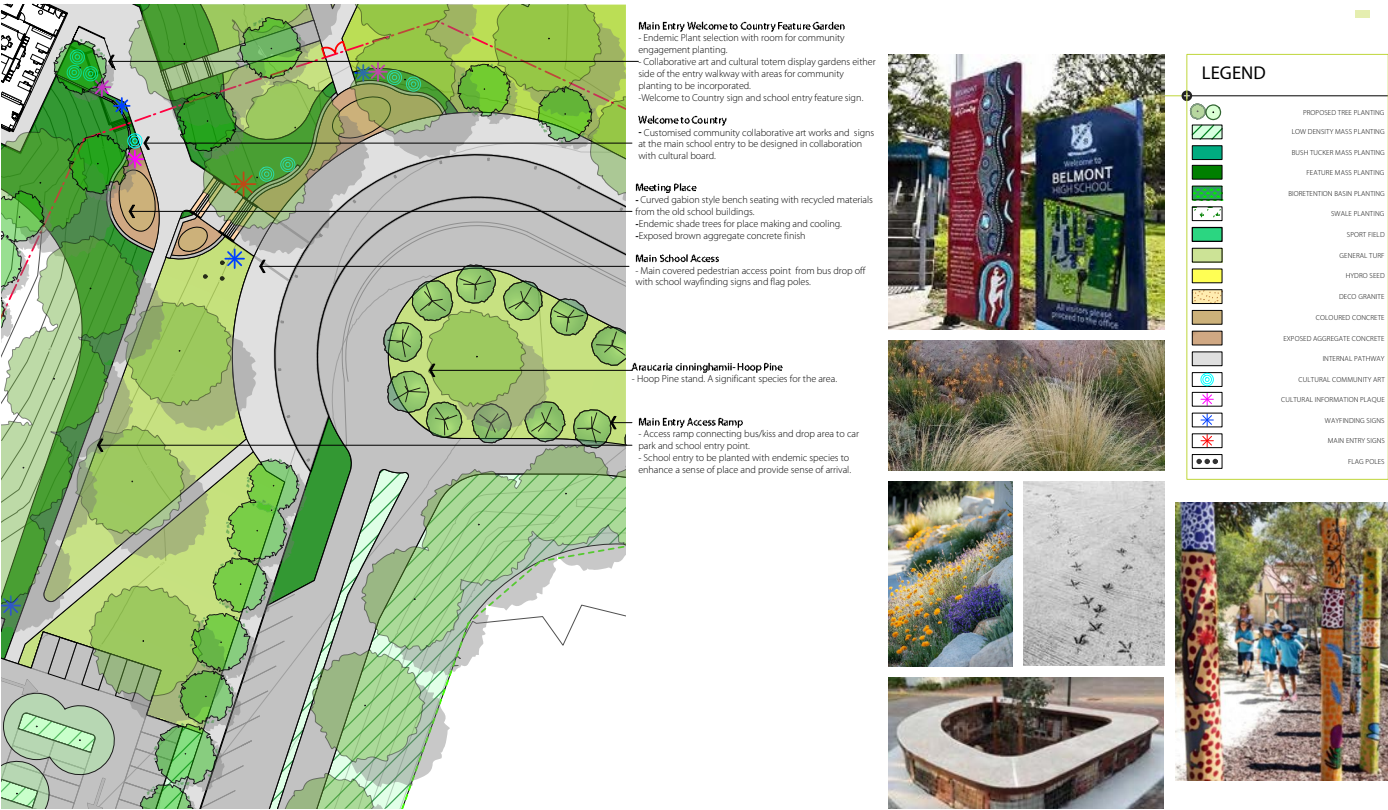 Main Entry Welcome to Country Feature Garden
- Endemic Plant selection with room for community
engagement planting.
- Collaborative art and cultural totem display gardens either
side of the entry walkway with areas for community
planting to be incorporated.
-Welcome to Country sign and school entry feature sign.
Welcome to Country
- Customised community collaborative art works and signs
at the main school entry to be designed in collaboration
with cultural board.
Meeting Place
- Curved gabion style bench seating with recycled materials
from the old school buildings.
-Endemic shade trees for place making and cooling.
-Exposed brown aggregate concrete finish
Main School Access
- Main covered pedestrian access point from bus drop off
with school wayfinding signs and flag poles.
Araucaria cinninghamii- Hoop Pine
- Hoop Pine stand. A significant species for the area.
Main Entry Access Ramp
- Access ramp connecting bus/kiss and drop area to car
park and school entry point.
- School entry to be planted with endemic species to
enhance a sense of place and provide sense of arrival.
BELMONT
Welcome to
BELMONT
HIGH SCHOOL
All visitors please
proceed to the office
LEGEND
PROPOSED TREE PLANTING
LOW DENSITY MASS PLANTING
BUSH TUCKER MASS PLANTING
FEATURE MASS PLANTING
BIORETENTION BASIN PLANTING
SWALE PLANTING
SPORT FIELD
GENERAL TURF
HYDRO SEED
DECO GRANITE
COLOURED CONCRETE
EXPOSED AGGREGATE CONCRETE
INTERNAL PATHWAY
CULTURAL COMMUNITY ART
CULTURAL INFORMATION PLAQUE
WAYFINDING SIGNS
MAIN ENTRY SIGNS
FLAG POLES